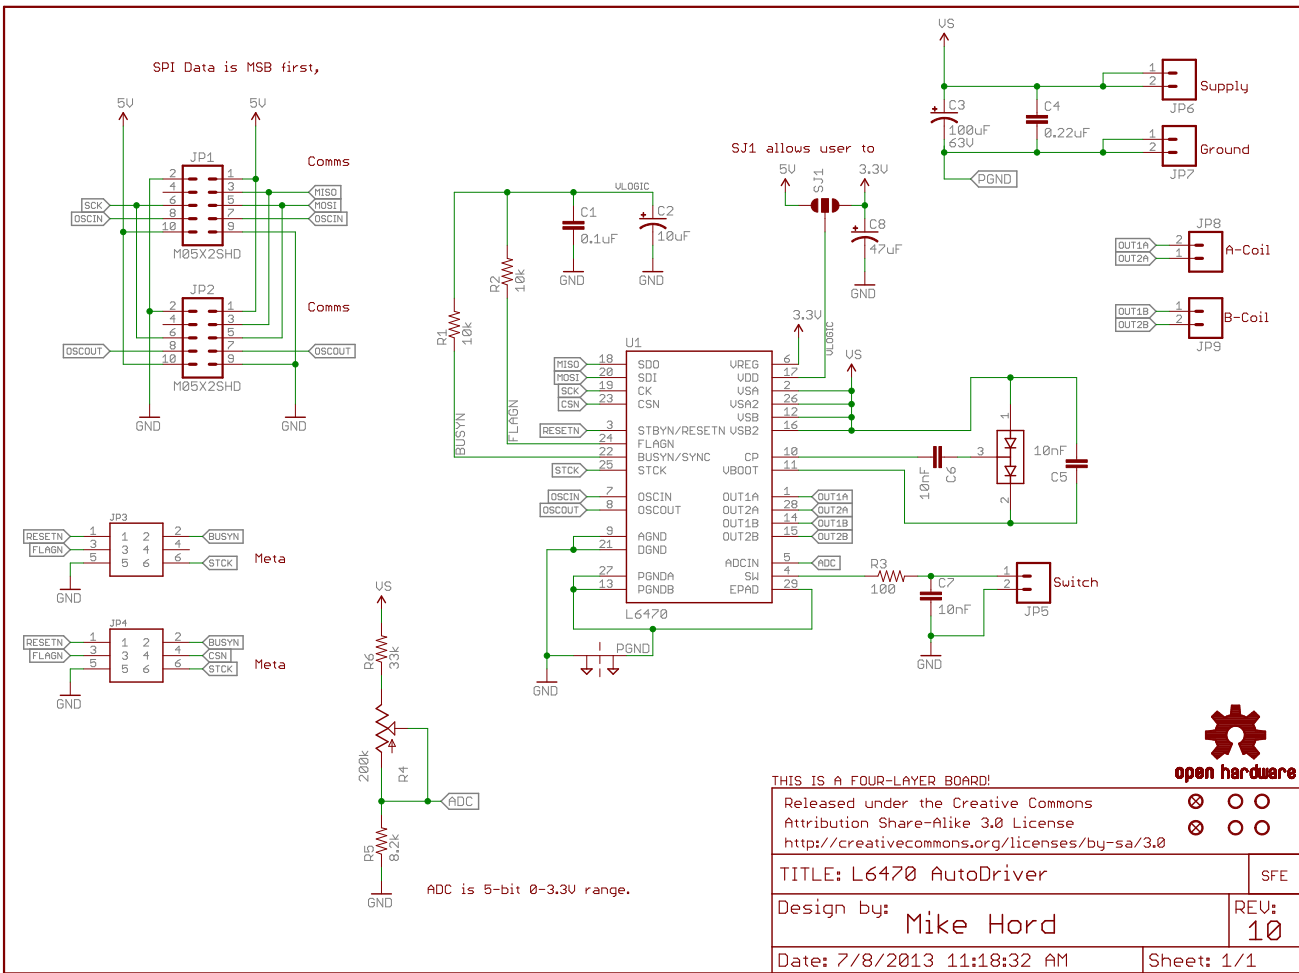 SPI Data is MSB first,
5V
5V
JP1
Comms
2 1
4 3 MISO
SCK 6 5 MOSI
OSCIN 8 7 OSCIN
10 9
M05X2SHD
JP2
Comms
2 1
4 3
6 5
OSCOUT 8 7 OSCOUT
10 9
M05X2SHD
GND
GND
VLOGIC
C1
0.1uF
GND
C2
10uF
GND
R2
10k
R1
10k
BUSYN
FLAGN
SJ1 allows user to
5V
SJ1
3.3V
C8
47uF
GND
VLOGIC
3.3V
VS
VS
C3
100uF
63V
C4
0.22uF
PGND
1
2
Supply
JP6
1
2
Ground
JP7
JP8
OUT1A 2
OUT2A 1
A-Coil
OUT1B 1
OUT2B 2
B-Coil
JP9
U1
MISO 18 SDO VREG 6
MOSI 20 SDI VDD 17
SCK 19 CK VSA 2
CSN 23 CSN VSA2 26
VSB 12
RESETN 3 STBYN/RESETN VSB2 16
24 FLAGN
22 BUSYN/SYNC CP 10
STCK 25 STCK VBOOT 11
OSCIN 7 OSCIN OUT1A 1 OUT1A
OSCOUT 8 OSCOUT OUT2A 28 OUT2A
OUT1B 14 OUT1B
9 AGND OUT2B 15 OUT2B
21 DGND
ADCIN 5 ADC
27 PGNDA SW 4
13 PGNDB EPAD 29
L6470
PGND
GND
10nF
C6
1
3
2
10nF
C5
R3
100
C7
10nF
GND
1
2
Switch
JP5
JP3
RESETN 1 1 2 2 BUSYN
FLAGN 3 3 4 4
5 5 6 6 STCK
Meta
GND
JP4
RESETN 1 1 2 2 BUSYN
FLAGN 3 3 4 4 CSN
5 5 6 6 STCK
Meta
GND
VS
R6
33k
200k
R4
ADC
R5
8.2k
GND
ADC is 5-bit 0-3.3V range.
open hardware
THIS IS A FOUR-LAYER BOARD!
Released under the Creative Commons
Attribution Share-Alike 3.0 License
http://creativecommons.org/licenses/by-sa/3.0
TITLE: L6470 AutoDriver
SFE
Design by: Mike Hord
REV:
10
Date: 7/8/2013 11:18:32 AM
Sheet: 1/1